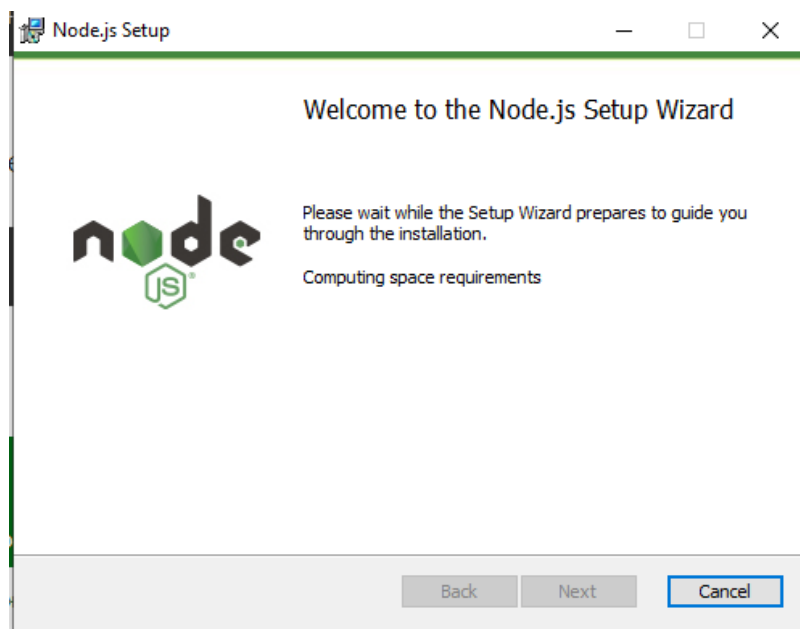 Node.js Setup
Welcome to the Node.js Setup Wizard
node
JS
Please wait while the Setup Wizard prepares to guide you
through the installation.
Computing space requirements
Back
Next
Cancel